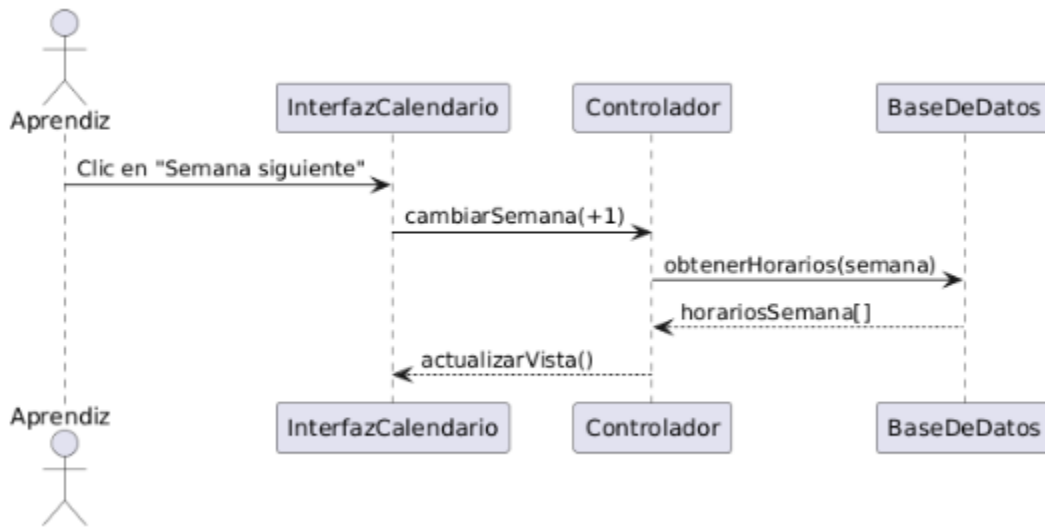 Aprendiz
InterfazCalendario
Controlador
BaseDeDatos
Clic en "Semana siguiente"
cambiarSemana(+1)
obtenerHorarios(semana)
horariosSemana[]
actualizarVista()
Aprendiz
InterfazCalendario
Controlador
BaseDeDatos